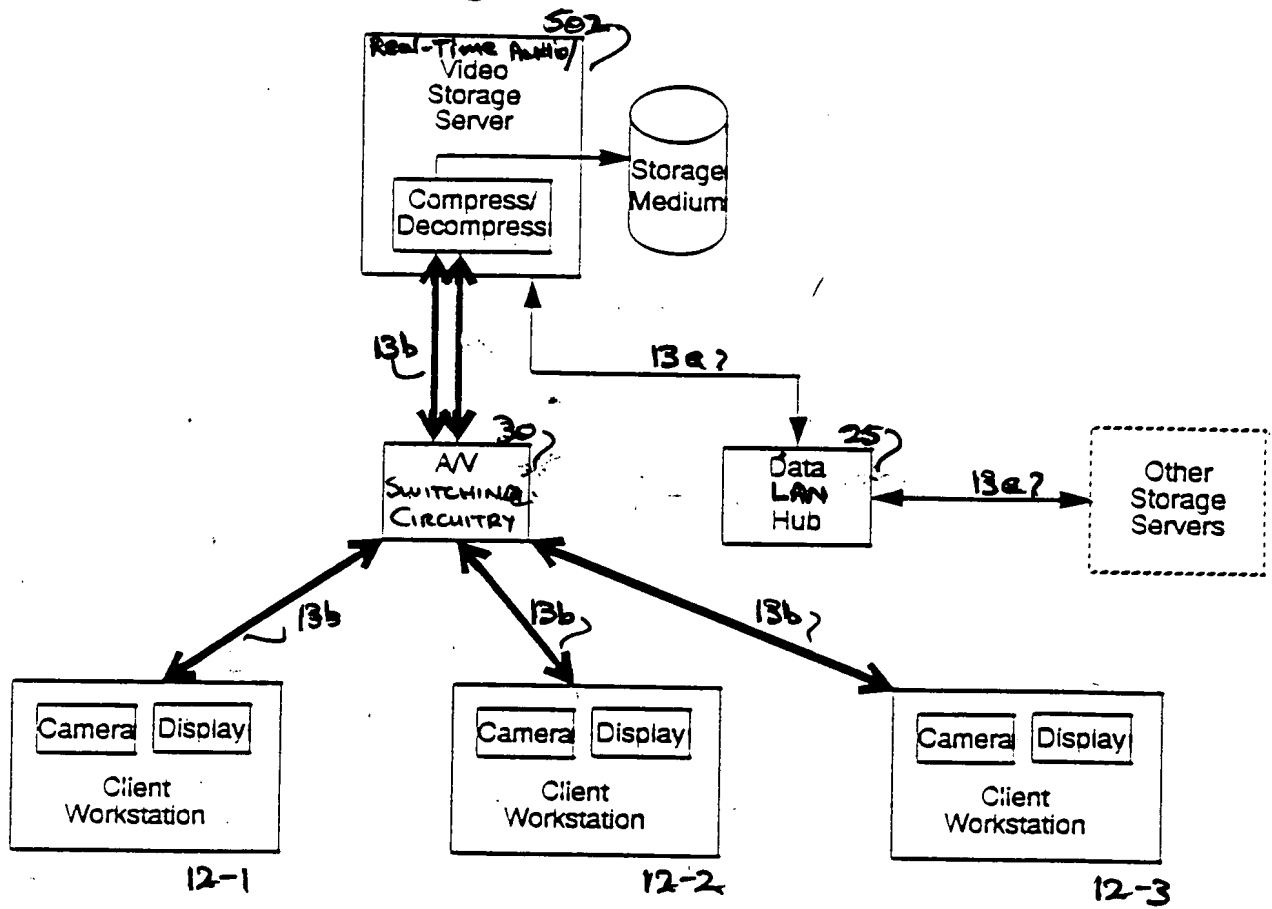 502
Real-Time Audio/
Video
Storage
Server
Compress/
Decompress
Storage
Medium
13b
13a?
30
A/V
SWITCHING
CIRCUITRY
25
Data
LAN
Hub
13a?
Other
Storage
Servers
13b
13b
13b
Camera
Display
Client
Workstation
12-1
Camera
Display
Client
Workstation
12-2
Camera
Display
Client
Workstation
12-3